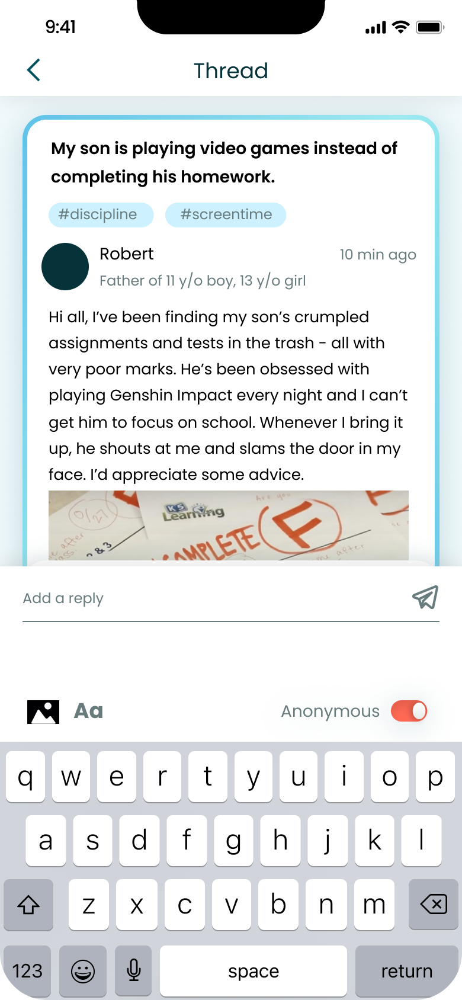 9:41
Thread
My son is playing video games instead of
completing his homework.
#discipline #screentime
Robert
10 min ago
Father of 11 y/o boy, 13 y/o girl
Hi all, I’ve been finding my son’s crumpled
assignments and tests in the trash - all with
very poor marks. He’s been obsessed with
playing Genshin Impact every night and I can’t
get him to focus on school. Whenever I bring it
up, he shouts at me and slams the door in my
face. I’d appreciate some advice.
Are you
K5
Learning
0/27
F
OMPLETE
after
& 3
me after
Add a reply
Aa
Anonymous
q w e r t y u i o p
a s d f g h j k l
z x c v b n m
123 space return